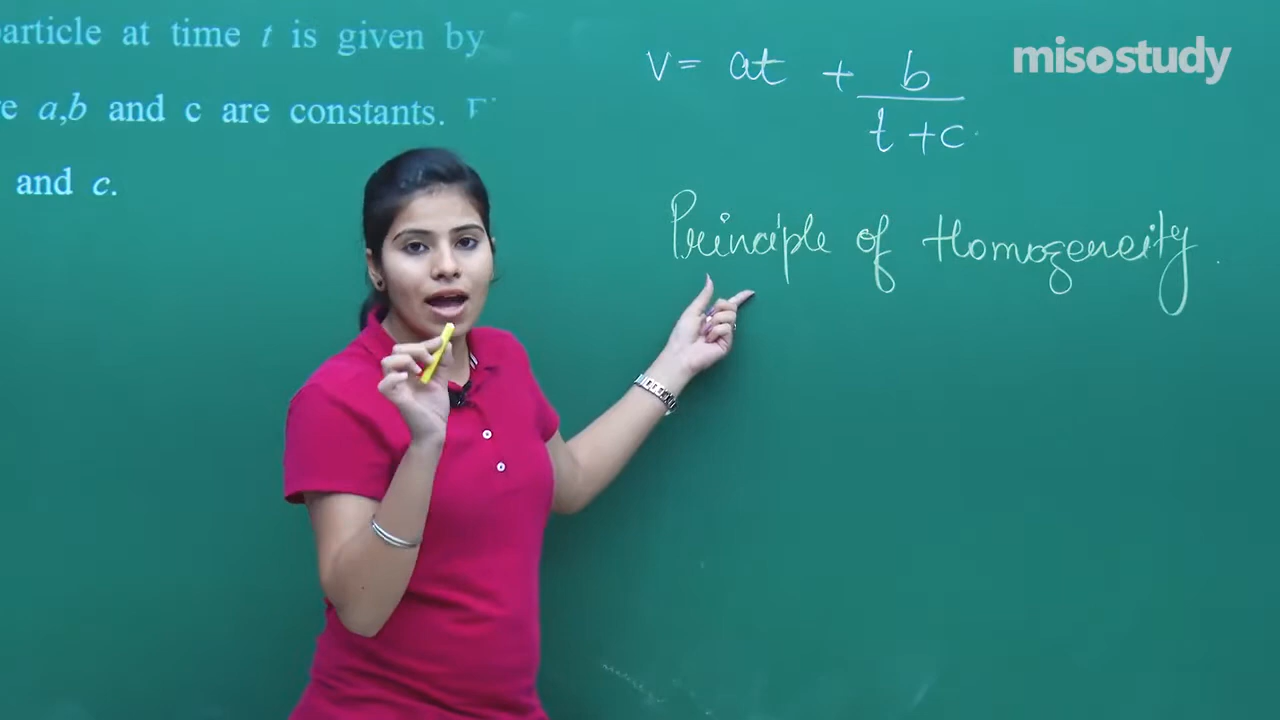 article at time t is given by
e a,b and c are constants.
and c.
misostudy
v = at + b
t + c
Principle of Homogeneity.